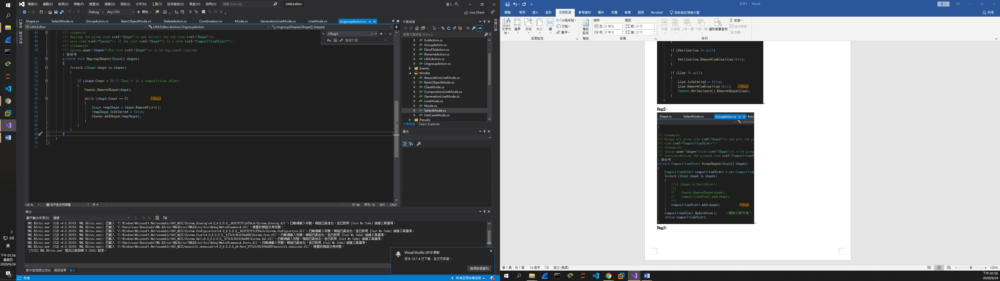 檔案(F) 編輯(E) 檢視(V) 專案(P) 建置(B) 偵錯(D) 測試(S) 分析(N) 工具(T) 延伸模組(X) 視窗(W) 說明(H) 搜尋 (Ctrl+Q) UMLEditor 登入
Debug Any CPU 開始 Live Share
Shape.cs SelectMode.cs GroupAction.cs BasicObjectMode.cs DeleteAction.cs Combination.cs Mode.cs GenerationLineMode.cs LineMode.cs UngroupAction.cs
UMLEditor UMLEditor.Actions.UngroupAction UngroupShapes(Shape[] shapes)
工具箱
資料來源
46 /// <summary>
47 /// Ungroup the given <see cref="Shape"/>s and extract the sub-<see cref="Shape"/>s
48 /// onto <see cref="Canvas"/> if the <see cref="Shape"/> is a <see cref="CompositionObject"/>.
49 /// </summary>
50 /// <param name="shapes">The <see cref="Shape"/>s to be ungrouped.</param>
1 個參考
51 private void UngroupShapes(Shape[] shapes)
52 {
53 foreach (Shape shape in shapes)
54 {
55
56 if (shape.Count > 1) // Then it is a composittion object.
57 {
58 Canvas.RemoveShape(shape);
59
60 while (shape.Count == 0) //Bug3
61 {
62 Shape tempShape = shape.RemoveFirst();
63 tempShape.IsSelected = false;
64 Canvas.AddShape(tempShape);
65 }
66 }
67 }
68 }
69 }
70 }
71
//Bug3
Aa 整個方案
100 % 找不到任何問題 行: 68 字元: 10 SPC CRLF
方案總管
搜尋方案總管 (Ctrl+;)
ExitAction.cs
GroupAction.cs
NewFileAction.cs
RenameAction.cs
UMLAction.cs
UngroupAction.cs
Events
Modes
AssociationLineMode.cs
BasicObjectMode.cs
ClassMode.cs
CompositionLineMode.cs
GenerationLineMode.cs
LineMode.cs
Mode.cs
SelectMode.cs
UseCaseMode.cs
Pseudo
方案總管 Team Explorer
屬性
診斷工具
輸出
顯示輸出來源(S): 偵錯
UML Editor.exe' (CLR v4.0.30319: UML Editor.exe): 已載入 'C:\Windows\Microsoft.Net\assembly\GAC_MSIL\System.Drawing\v4.0_4.0.0.0__b03f5f7f11d50a3a\System.Drawing.dll'。已略過載入符號。模組已最佳化，並已啟用 [Just My Code] 偵錯工具選項。
UML Editor.exe' (CLR v4.0.30319: UML Editor.exe): 已載入 'C:\Users\user\Downloads\UML-Editor\UMLEditor\UMLEditor\bin\Debug\MetroFramework.dll'。建置的模組沒有符號。
UML Editor.exe' (CLR v4.0.30319: UML Editor.exe): 已載入 'C:\Windows\Microsoft.Net\assembly\GAC_MSIL\System.Configuration\v4.0_4.0.0.0__b03f5f7f11d50a3a\System.Configuration.dll'。已略過載入符號。模組已最佳化，並已啟用 [Just My Code] 偵錯工具選項。
UML Editor.exe' (CLR v4.0.30319: UML Editor.exe): 已載入 'C:\Windows\Microsoft.Net\assembly\GAC_MSIL\System.Core\v4.0_4.0.0.0__b77a5c561934e089\System.Core.dll'。已略過載入符號。模組已最佳化，並已啟用 [Just My Code] 偵錯工具選項。
UML Editor.exe' (CLR v4.0.30319: UML Editor.exe): 已載入 'C:\Windows\Microsoft.Net\assembly\GAC_MSIL\System.Xml\v4.0_4.0.0.0__b77a5c561934e089\System.Xml.dll'。已略過載入符號。模組已最佳化，並已啟用 [Just My Code] 偵錯工具選項。
UML Editor.exe' (CLR v4.0.30319: UML Editor.exe): 已載入 'C:\Users\user\Downloads\UML-Editor\UMLEditor\UMLEditor\bin\Debug\MetroFramework.Fonts.dll'。已略過載入符號。模組已最佳化，並已啟用 [Just My Code] 偵錯工具選項。
UML Editor.exe' (CLR v4.0.30319: UML Editor.exe): 已載入 'C:\Windows\Microsoft.Net\assembly\GAC_MSIL\mscorlib.resources\v4.0_4.0.0.0_zh-Hant_b77a5c561934e089\mscorlib.resources.dll'。建置的模組沒有符號。
'[7132] UML Editor.exe' 程式以返回碼 0 (0x0) 結束。
Visual Studio 2019 更新
版本 16.7.4 已下載，並已可安裝。
檢視詳細資料
套件管理器主控台 錯誤清單 輸出
就緒 新增至原始檔控制 3
英
下午 03:56
星期四
2020/9/24
3
文件1 - Word 登入
檔案 常用 插入 設計 版面配置 參考資料 郵件 校閱 檢視 說明 Acrobat 告訴我您想做什麼 共用
文字方向 邊界 方向 大小 欄 分隔符號 行號 斷字 版面設定
稿紙設定 稿紙
縮排 間距
左: 0 字元 前: 0 行
右: 0 字元 後: 0 行
段落
位置 文繞圖 上移一層 下移一層 選取範圍窗格 對齊 組成群組 旋轉 排列
}
if (Destination != null)
{
Destination.RemoveCombination(this);
}
if (Line != null)
{
Line.IsSelected = false;
Line.RemoveCombination(this); //Bug1
Canvas.GetInstance().RemoveShape(Line);
}
}
Bug2
Shape.cs SelectMode.cs GroupAction.cs Basic
UMLEdit
}
/// <summary>
/// Groups all given <see cref="Shape"/>s and gets the gr
/// <see cref="CompositionObject"/>.
/// </summary>
/// <param name="shapes"><see cref="Shape"/>s to be group
/// <returns>Returns the grouped <see cref="CompositionOb
1 個參考
private CompositionObject GroupShapes(Shape[] shapes)
{
CompositionObject compositionObject = new Composition
foreach (Shape shape in shapes)
{
//if (shape is BasicObject)
//{
// Canvas.RemoveShape(shape);
// compositionObject.Add(shape);
//}
compositionObject.Add(shape); //Bug2
}
compositionObject.UpdateSize(); //刪除比較好看ㄟ
return compositionObject;
}
Bug3
第 1 頁，共 1 頁 14 個字 英文 (美國) 100%
下午 03:56
2020/9/24